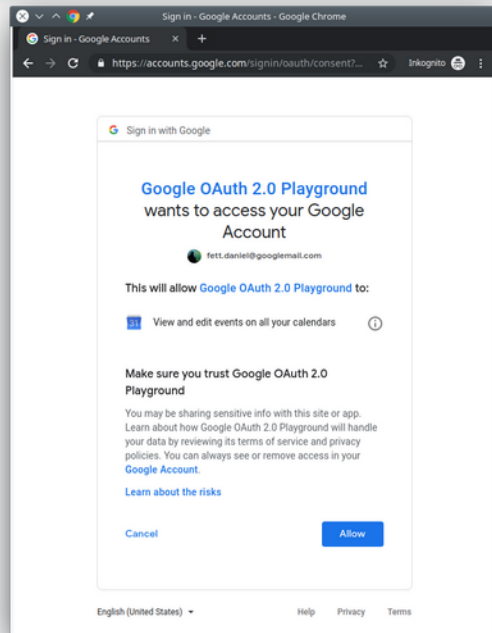 Sign in - Google Accounts - Google Chrome
Sign in - Google Accounts
https://accounts.google.com/signin/oauth/consent?...
Inkognito
Sign in with Google
Google OAuth 2.0 Playground
wants to access your Google
Account
fett.daniel@googlemail.com
This will allow Google OAuth 2.0 Playground to:
31 View and edit events on all your calendars
Make sure you trust Google OAuth 2.0
Playground
You may be sharing sensitive info with this site or app.
Learn about how Google OAuth 2.0 Playground will handle
your data by reviewing its terms of service and privacy
policies. You can always see or remove access in your
Google Account.
Learn about the risks
Cancel Allow
English (United States) Help Privacy Terms